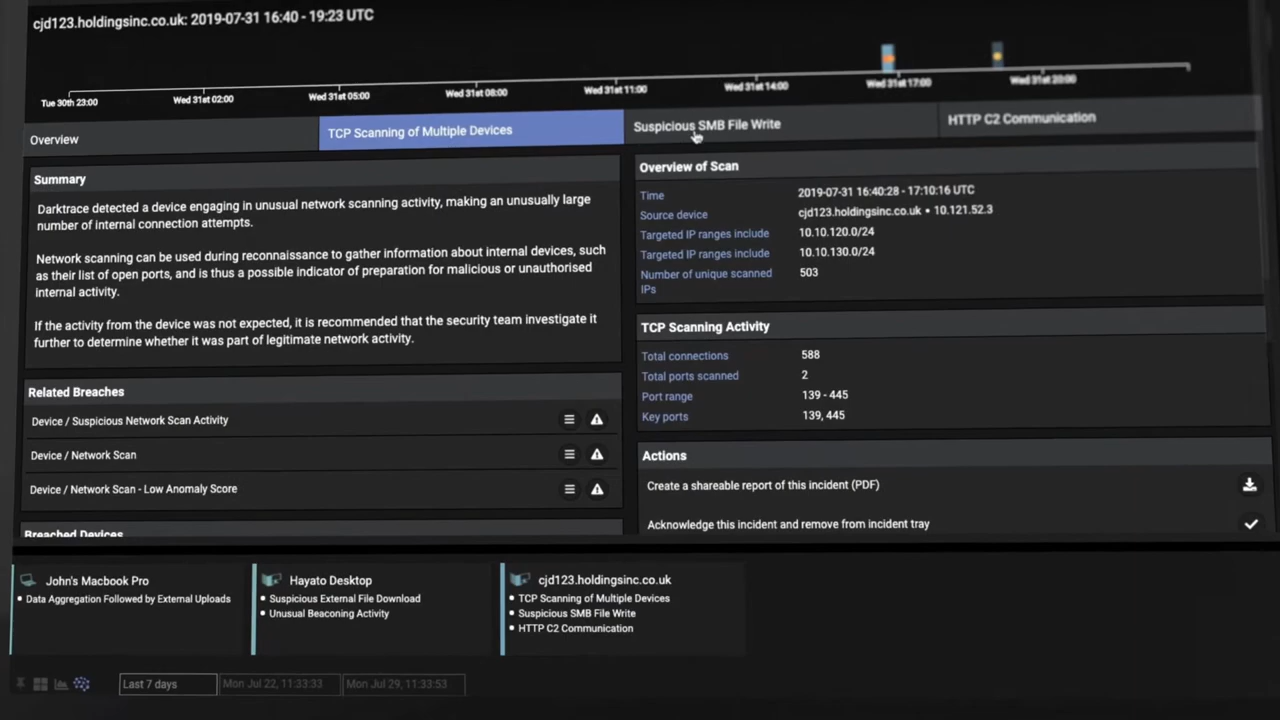 cjd123.holdingsinc.co.uk: 2019-07-31 16:40 - 19:23 UTC
Tue 30th 23:00
Wed 31st 02:00
Wed 31st 05:00
Wed 31st 08:00
Wed 31st 11:00
Wed 31st 14:00
Wed 31st 17:00
Wed 31st 20:00
Overview
TCP Scanning of Multiple Devices
Suspicious SMB File Write
HTTP C2 Communication
Summary
Darktrace detected a device engaging in unusual network scanning activity, making an unusually large
number of internal connection attempts.
Network scanning can be used during reconnaissance to gather information about internal devices, such
as their list of open ports, and is thus a possible indicator of preparation for malicious or unauthorised
internal activity.
If the activity from the device was not expected, it is recommended that the security team investigate it
further to determine whether it was part of legitimate network activity.
Related Breaches
Device / Suspicious Network Scan Activity
Device / Network Scan
Device / Network Scan - Low Anomaly Score
Breached Devices
Overview of Scan
Time 2019-07-31 16:40:28 - 17:10:16 UTC
Source device cjd123.holdingsinc.co.uk • 10.121.52.3
Targeted IP ranges include 10.10.120.0/24
Targeted IP ranges include 10.10.130.0/24
Number of unique scanned 503
IPs
TCP Scanning Activity
Total connections 588
Total ports scanned 2
Port range 139 - 445
Key ports 139, 445
Actions
Create a shareable report of this incident (PDF)
Acknowledge this incident and remove from incident tray
John's Macbook Pro
• Data Aggregation Followed by External Uploads
Hayato Desktop
• Suspicious External File Download
• Unusual Beaconing Activity
cjd123.holdingsinc.co.uk
• TCP Scanning of Multiple Devices
• Suspicious SMB File Write
• HTTP C2 Communication
Last 7 days
Mon Jul 22, 11:33:33
Mon Jul 29, 11:33:53